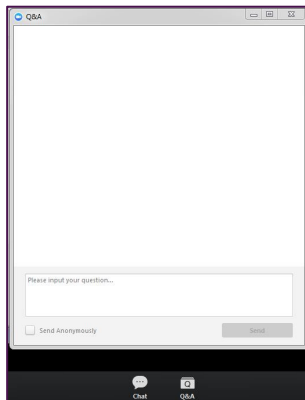 Q&A
Please input your question...
Send Anonymously Send
Chat Q&A